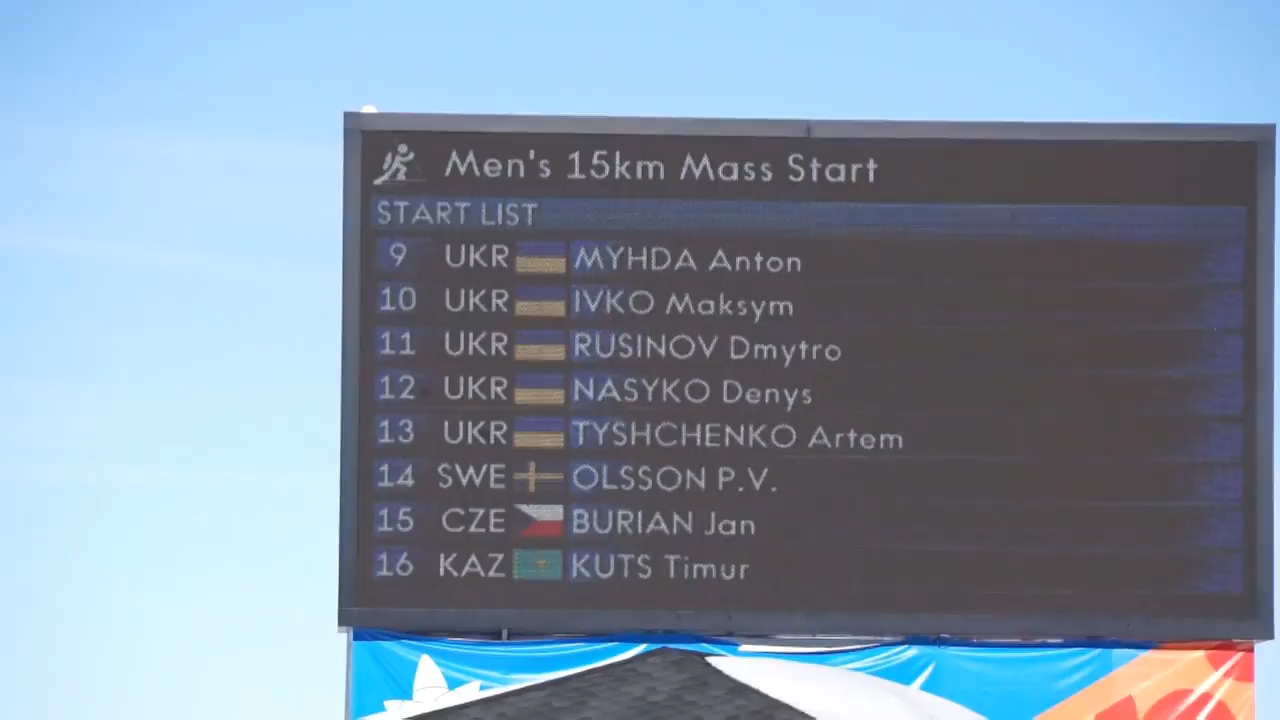 Men's 15km Mass Start
START LIST
9 UKR MYHDA Anton
10 UKR IVKO Maksym
11 UKR RUSINOV Dmytro
12 UKR NASYKO Denys
13 UKR TYSHCHENKO Artem
14 SWE OLSSON P.V.
15 CZE BURIAN Jan
16 KAZ KUTS Timur